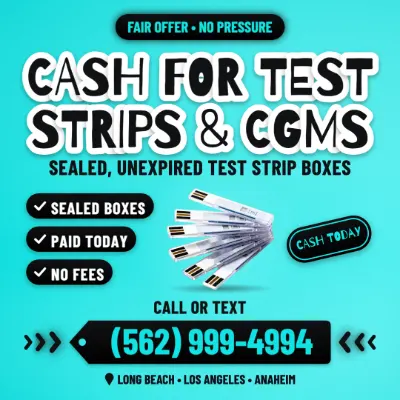 FAIR OFFER • NO PRESSURE
CASH FOR TEST
STRIPS & CGMS
SEALED, UNEXPIRED TEST STRIP BOXES
SEALED BOXES
PAID TODAY
NO FEES
CASH TODAY
CALL OR TEXT
(562) 999-4994
LONG BEACH • LOS ANGELES • ANAHEIM